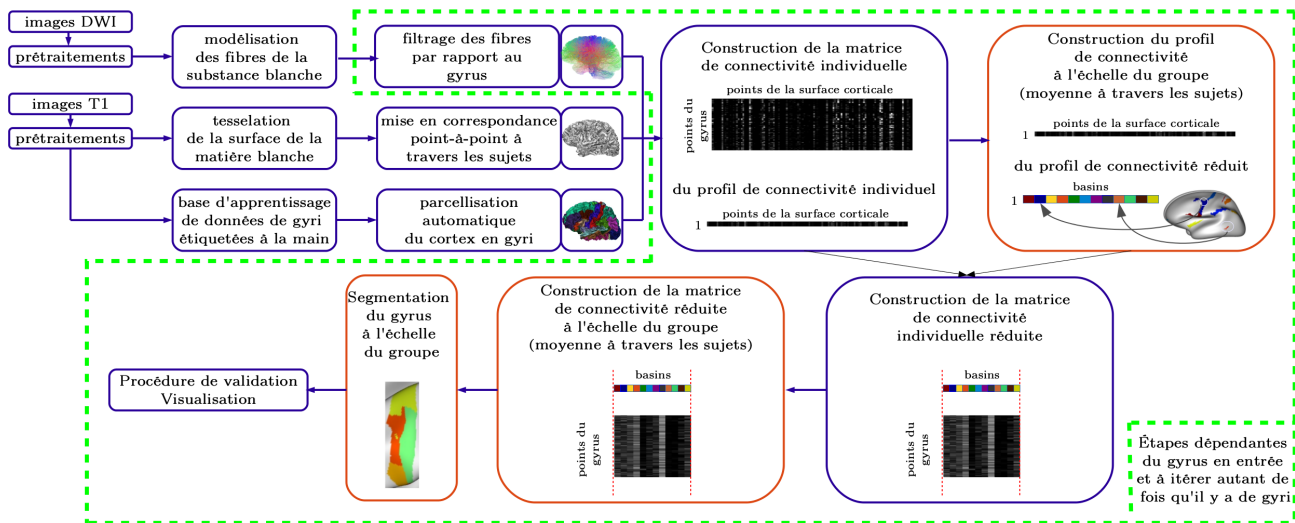 images DWI
prétraitements
modélisation
des fibres de la
substance blanche
filtrage des fibres
par rapport au
gyrus
images T1
prétraitements
tesselation
de la surface de la
matière blanche
mise en correspondance
point-à-point à
travers les sujets
base d'apprentissage
de données de gyri
étiquetées à la main
parcellisation
automatique
du cortex en gyri
Construction de la matrice
de connectivité individuelle
points de la surface corticale
points du
gyrus
du profil de connectivité individuel
points de la surface corticale
1
Construction du profil
de connectivité
à l'échelle du groupe
(moyenne à travers les sujets)
points de la surface corticale
1
du profil de connectivité réduit
basins
1
Segmentation
du gyrus
à l'échelle
du groupe
Construction de la matrice
de connectivité réduite
à l'échelle du groupe
(moyenne à travers les sujets)
basins
points du
gyrus
Construction de la matrice
de connectivité
individuelle réduite
basins
points du
gyrus
Procédure de validation
Visualisation
Étapes dépendantes
du gyrus en entrée
et à itérer autant de
fois qu'il y a de gyri